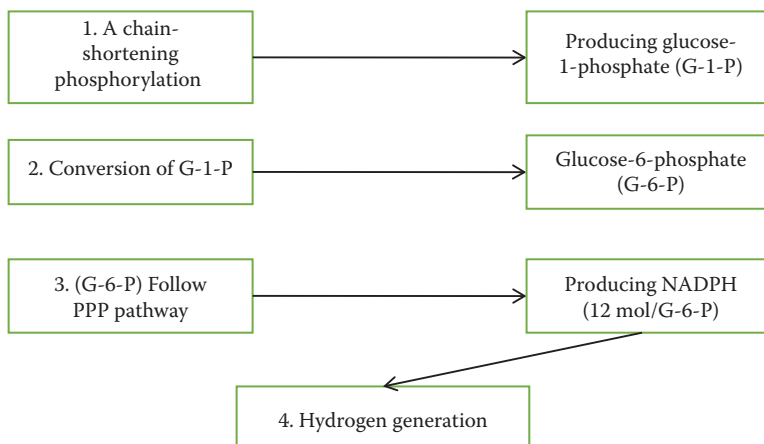 1. A chain-
shortening
phosphorylation
Producing glucose-
1-phosphate (G-1-P)
2. Conversion of G-1-P
Glucose-6-phosphate
(G-6-P)
3. (G-6-P) Follow
PPP pathway
Producing NADPH
(12 mol/G-6-P)
4. Hydrogen generation